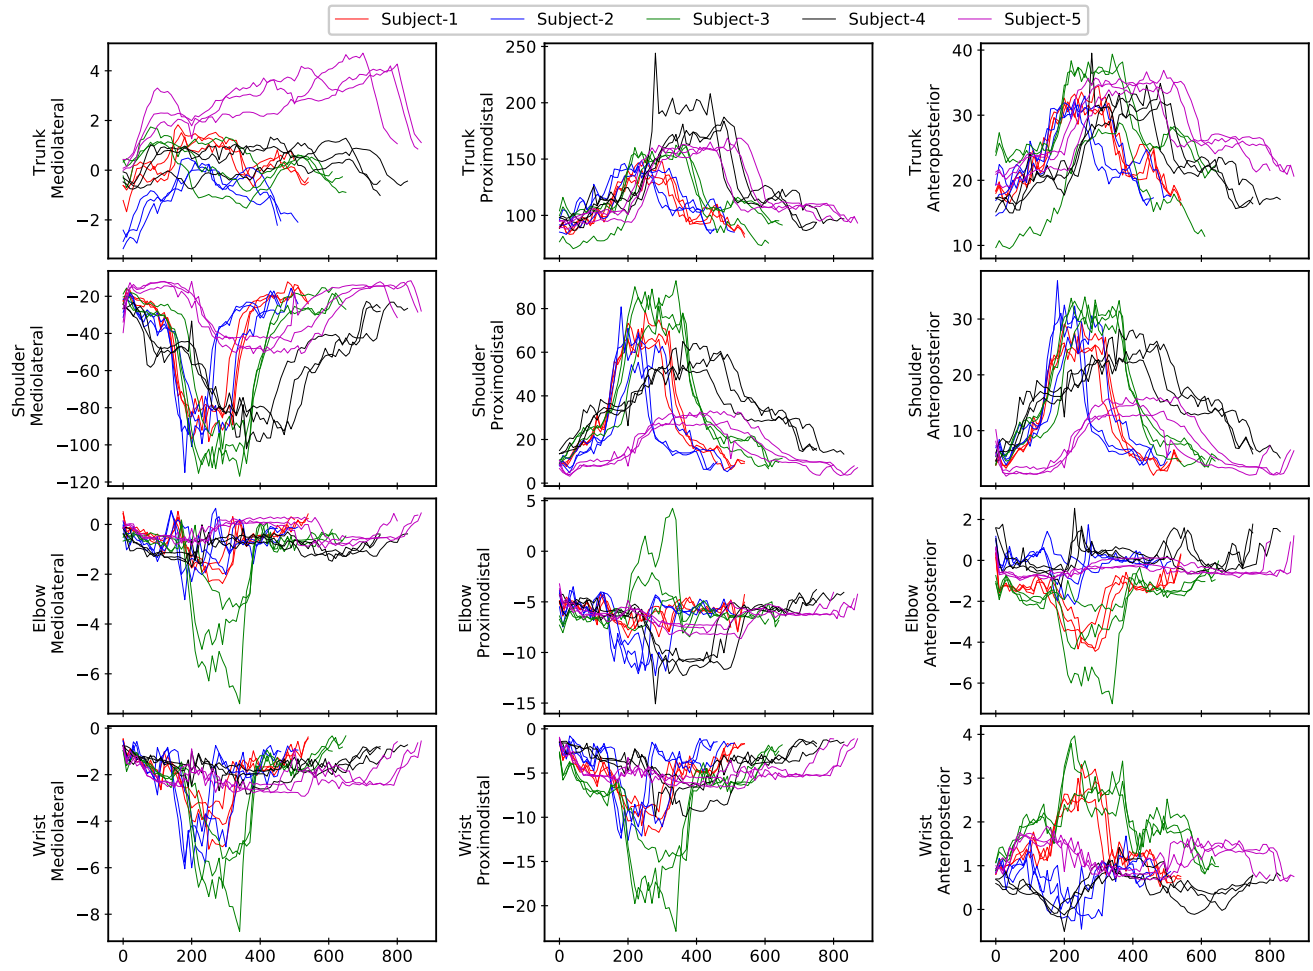 Subject-1 Subject-2 Subject-3 Subject-4 Subject-5
Trunk
Mediolateral
4
2
0
−2
Trunk
Proximodistal
250
200
150
100
Trunk
Anteroposterior
40
30
20
10
Shoulder
Mediolateral
−20
−40
−60
−80
−100
−120
Shoulder
Proximodistal
80
60
40
20
0
Shoulder
Anteroposterior
30
20
10
Elbow
Mediolateral
0
−2
−4
−6
Elbow
Proximodistal
5
0
−5
−10
−15
Elbow
Anteroposterior
2
0
−2
−4
−6
Wrist
Mediolateral
0
−2
−4
−6
−8
0 200 400 600 800
Wrist
Proximodistal
0
−5
−10
−15
−20
0 200 400 600 800
Wrist
Anteroposterior
4
3
2
1
0
0 200 400 600 800